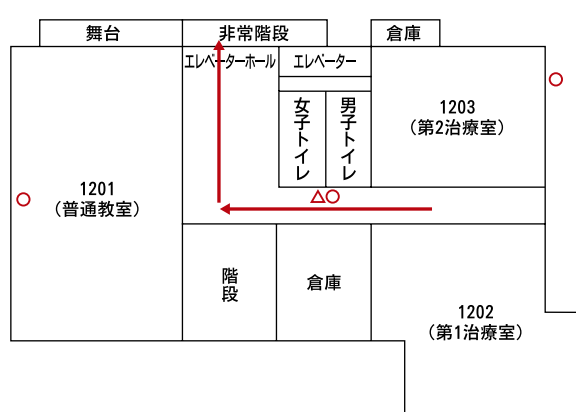 舞台
非常階段
倉庫
エレベーターホール
エレベーター
女子トイレ
男子トイレ
1203
（第2治療室）
1201
（普通教室）
階段
倉庫
1202
（第1治療室）